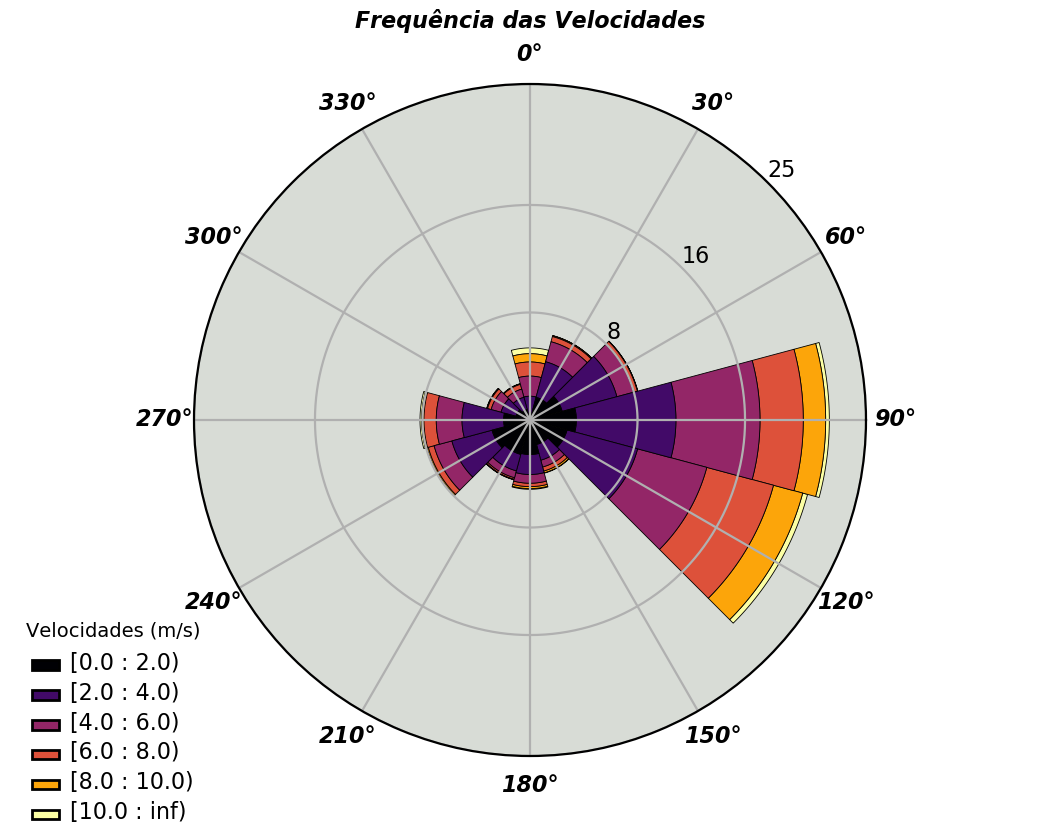 Frequência das Velocidades
0°
330°
30°
25
300°
60°
16
8
270°
90°
240°
120°
Velocidades (m/s)
[0.0 : 2.0)
[2.0 : 4.0)
[4.0 : 6.0)
210°
150°
[6.0 : 8.0)
[8.0 : 10.0)
180°
[10.0 : inf)